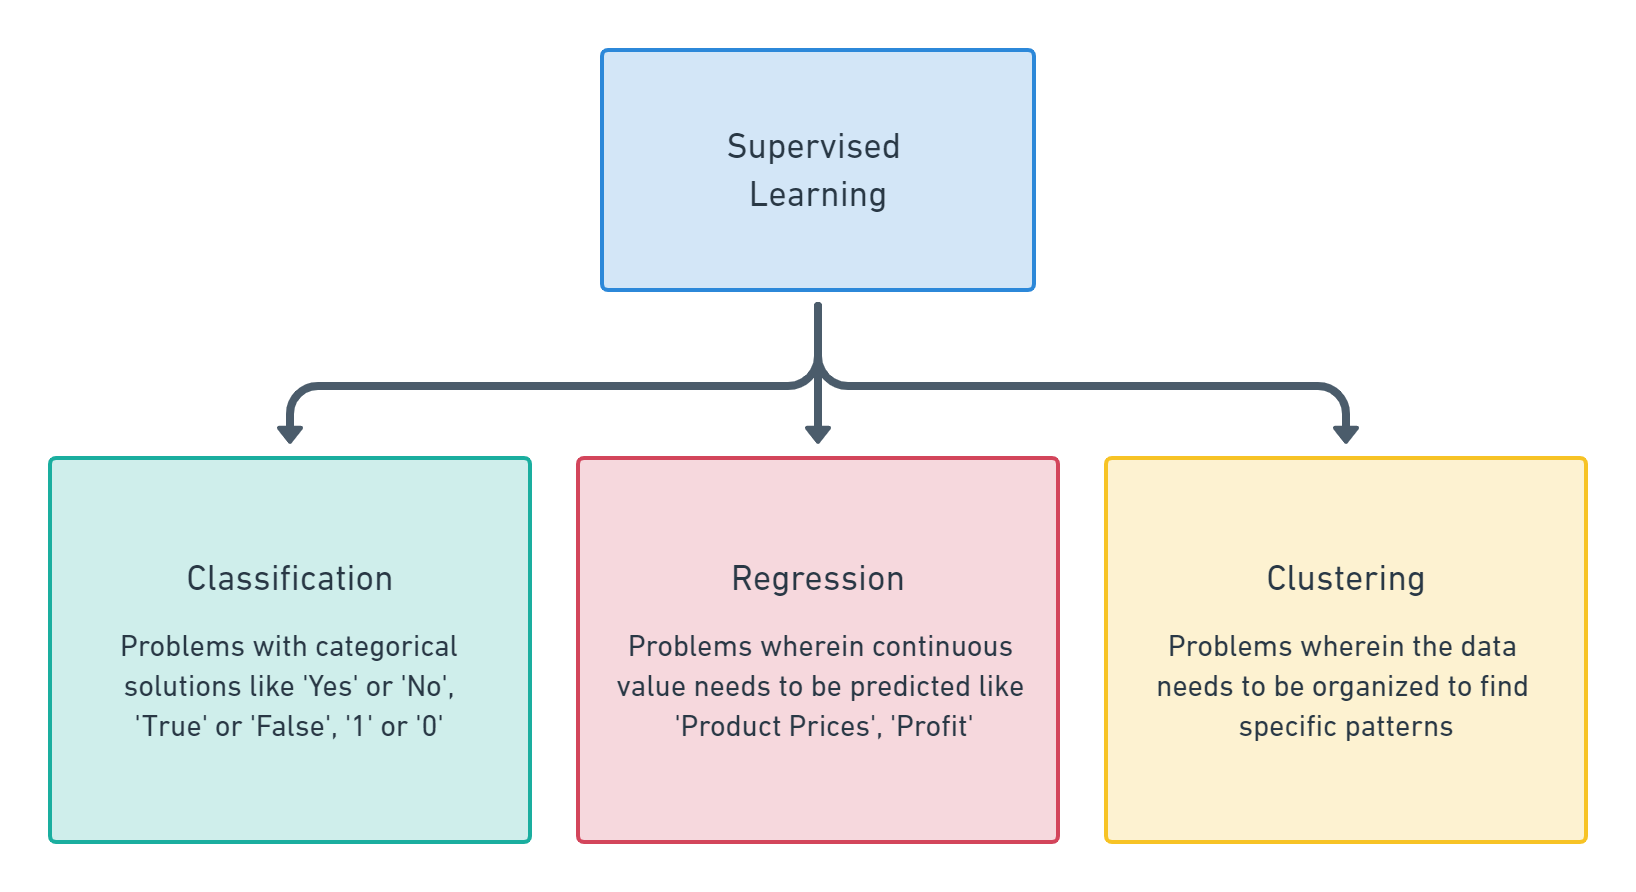 Supervised
Learning
Classification
Problems with categorical
solutions like 'Yes' or 'No',
'True' or 'False', '1' or '0'
Regression
Problems wherein continuous
value needs to be predicted like
'Product Prices', 'Profit'
Clustering
Problems wherein the data
needs to be organized to find
specific patterns